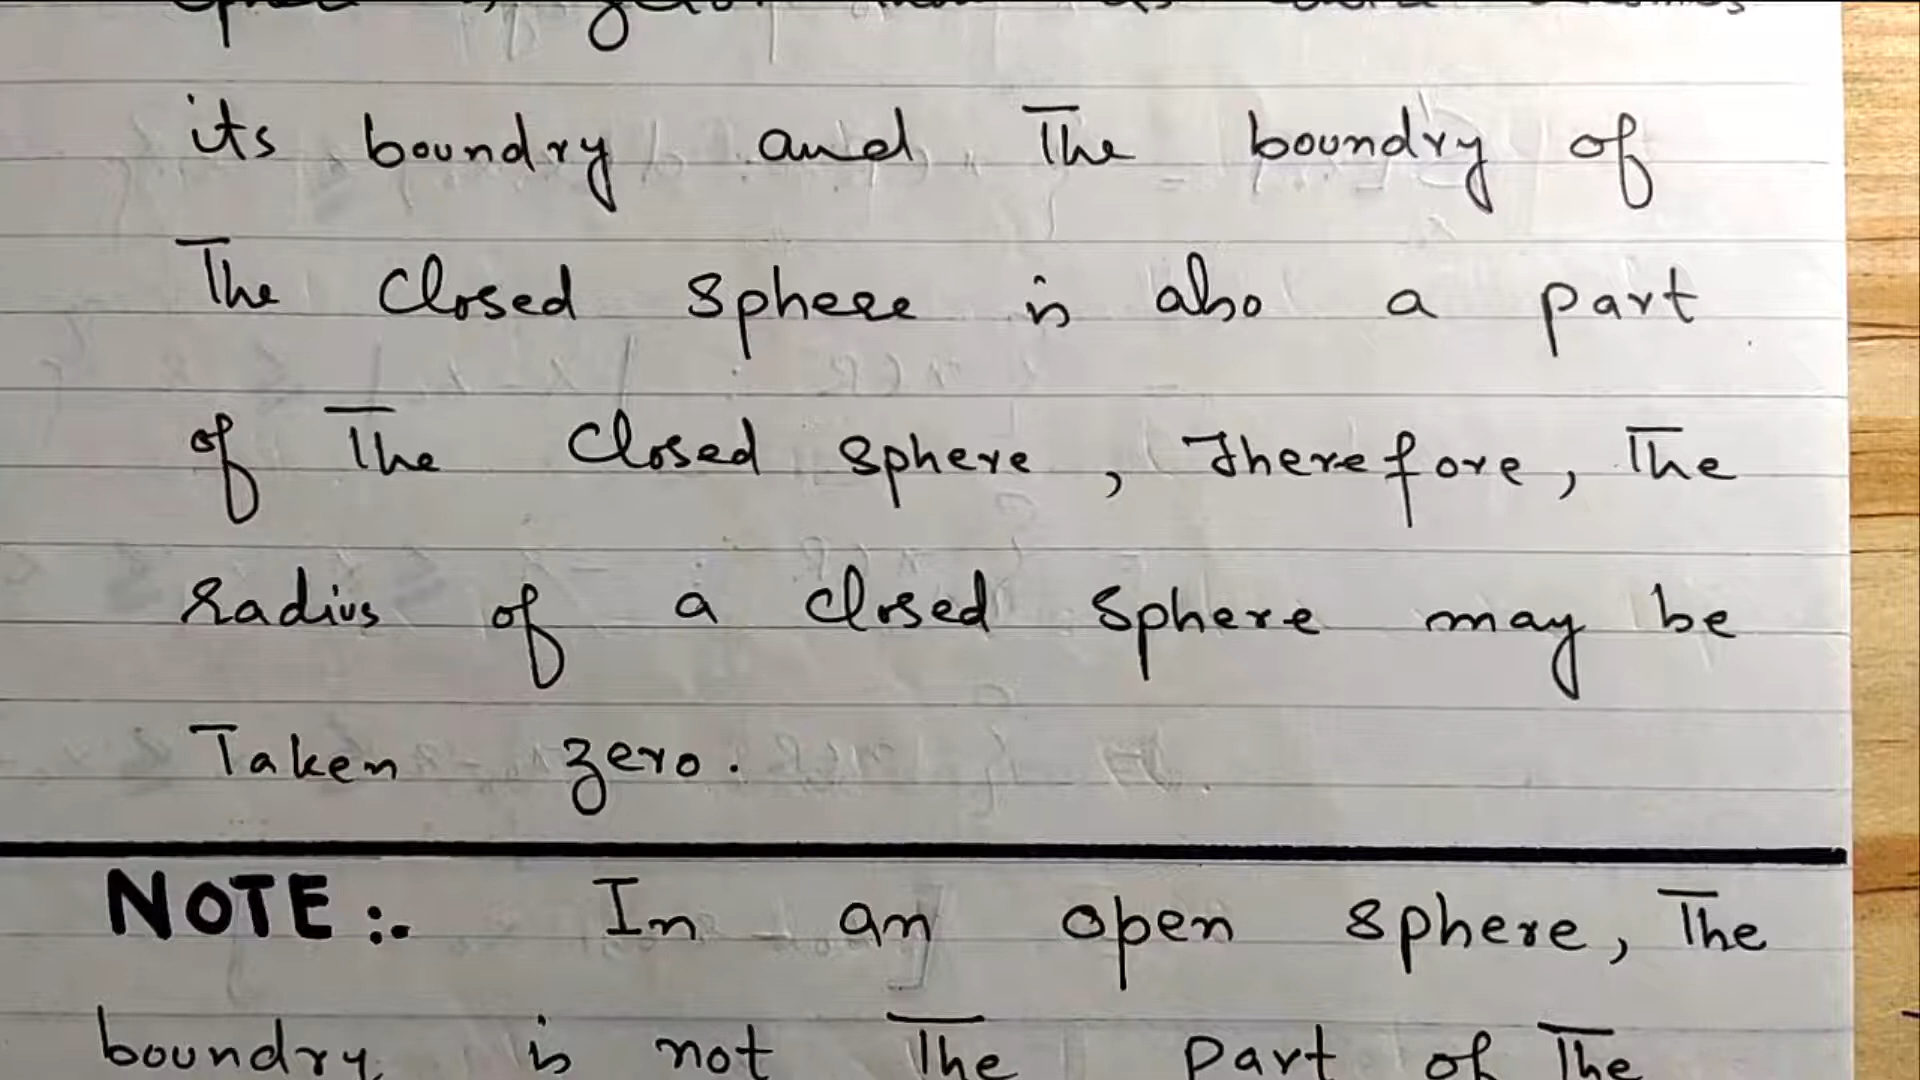 its boundry and The boundry of
The Closed sphere is also a part
of The Closed sphere, Therefore, The
radius of a closed sphere may be
Taken zero.
NOTE:- In an open sphere, The
boundry is not The part of The